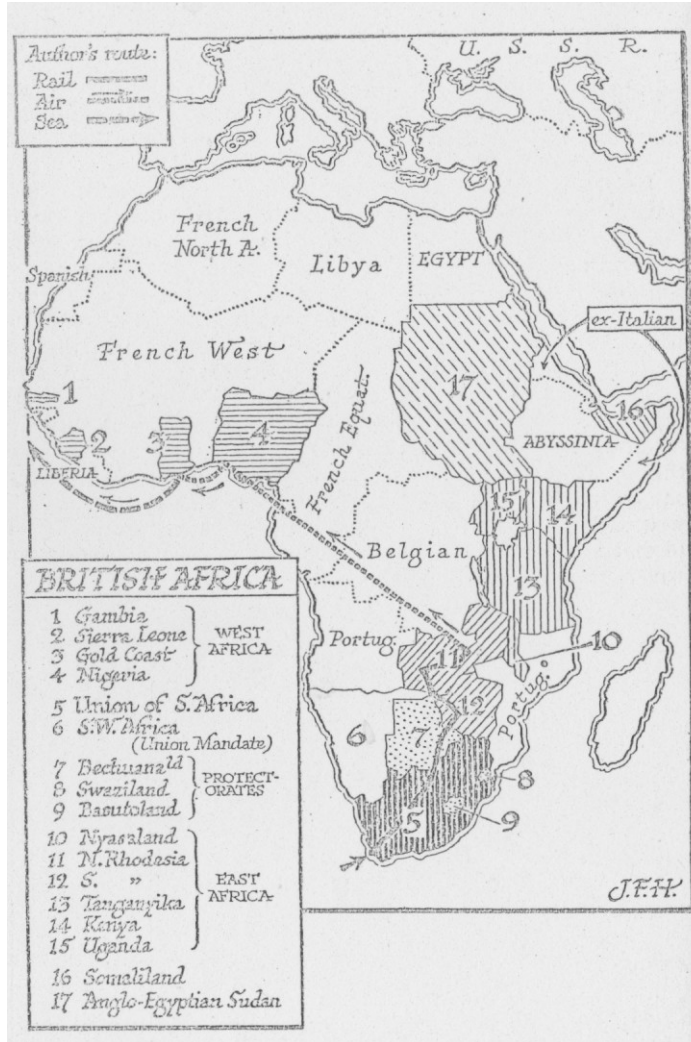 Author's route:
Rail
Air
Sea
U. S. S. R.
French
North A.
Libya
EGYPT
Spanish
ex-Italian
French West
1
2
3
4
17
16
LIBERIA
French Equat.
ABYSSINIA
15
14
Belgian
13
BRITISH AFRICA
1 Gambia
2 Sierra Leone
3 Gold Coast
4 Nigeria
WEST
AFRICA
5 Union of S. Africa
6 S.W. Africa
(Union Mandate)
7 Bechuanald
8 Swaziland
9 Basutoland
PROTECT-
ORATES
10 Nyasaland
11 N. Rhodesia
12 S. "
13 Tanganyika
14 Kenya
15 Uganda
EAST
AFRICA
16 Somaliland
17 Anglo-Egyptian Sudan
Portug.
11
10
12
Portug.
6
7
8
5
9
J.F.H.